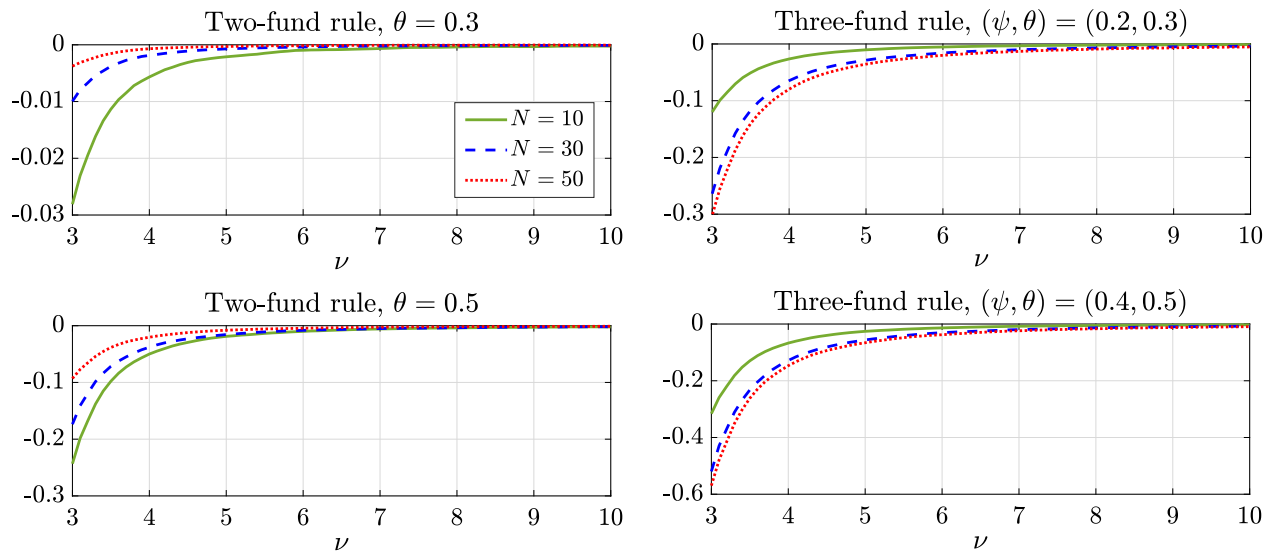 Two-fund rule, θ = 0.3
0
-0.01
-0.02
-0.03
3 4 5 6 7 8 9 10
ν
N = 10
N = 30
N = 50
Three-fund rule, (ψ, θ) = (0.2, 0.3)
0
-0.1
-0.2
-0.3
3 4 5 6 7 8 9 10
ν
Two-fund rule, θ = 0.5
0
-0.1
-0.2
-0.3
3 4 5 6 7 8 9 10
ν
Three-fund rule, (ψ, θ) = (0.4, 0.5)
0
-0.2
-0.4
-0.6
3 4 5 6 7 8 9 10
ν